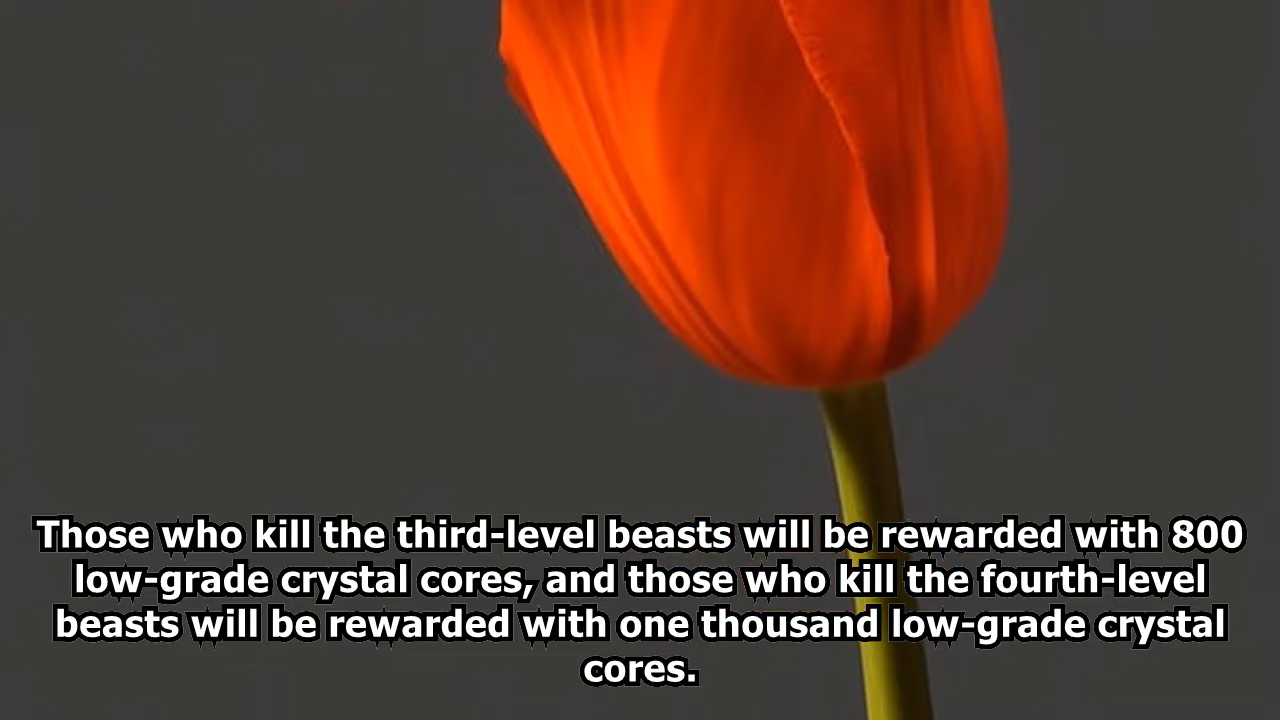 Those who kill the third-level beasts will be rewarded with 800
low-grade crystal cores, and those who kill the fourth-level
beasts will be rewarded with one thousand low-grade crystal
cores.